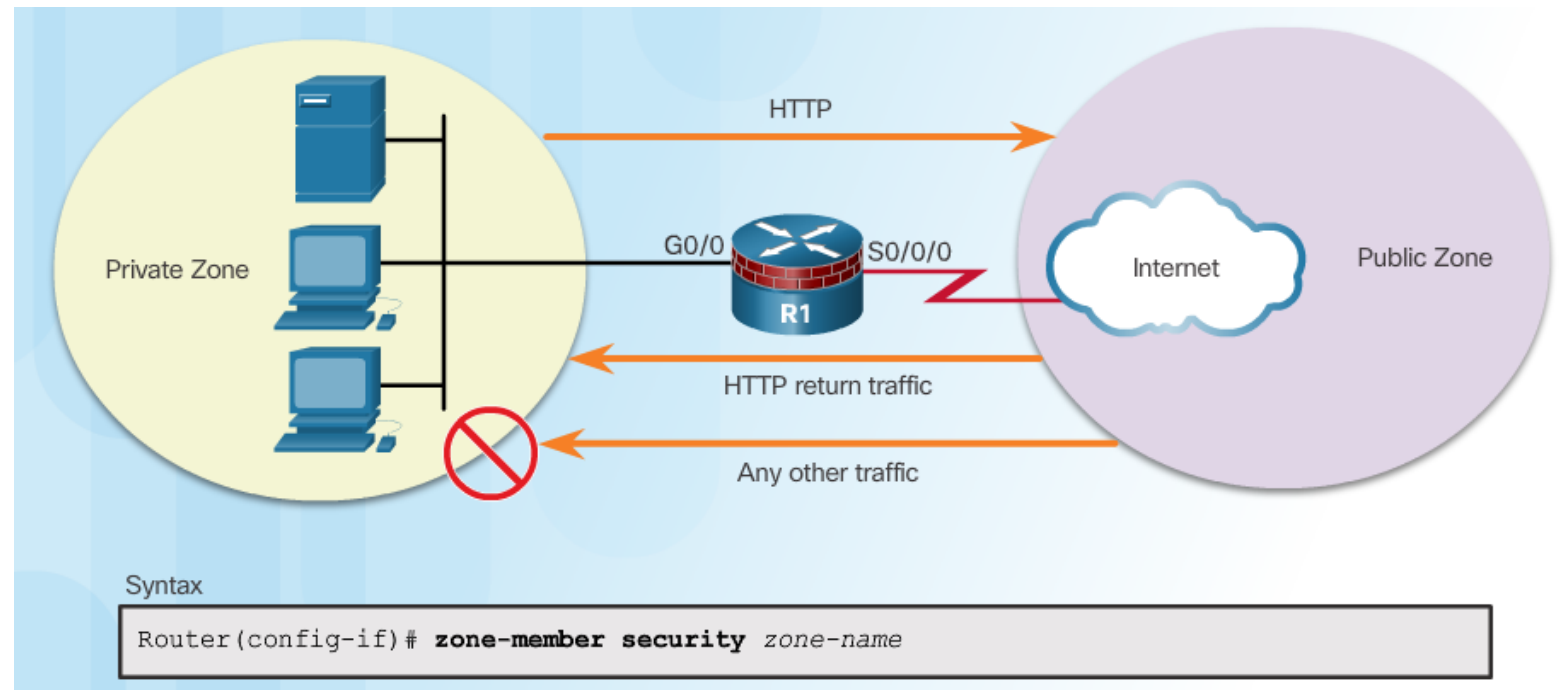 HTTP
G0/0
S0/0/0
Private Zone
Internet
Public Zone
R1
HTTP return traffic
Any other traffic
Syntax
Router(config-if)# zone-member security zone-name